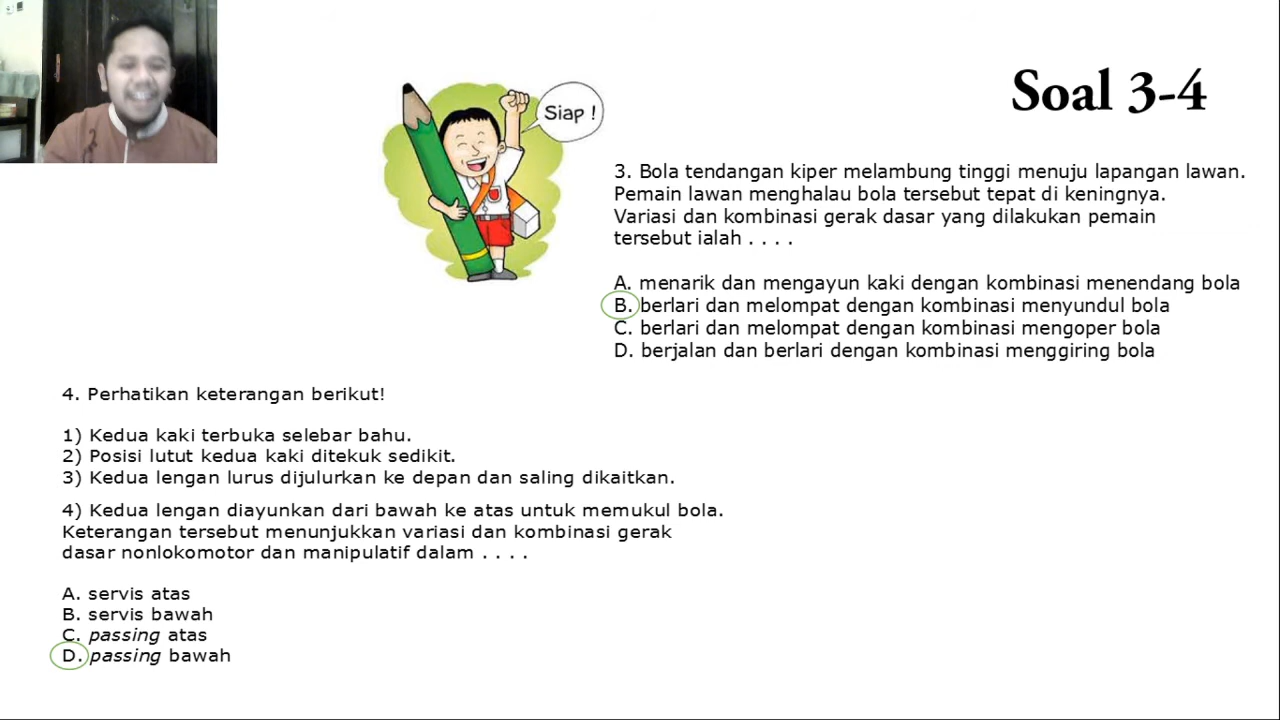 Soal 3-4
Siap !
3. Bola tendangan kiper melambung tinggi menuju lapangan lawan.
Pemain lawan menghalau bola tersebut tepat di keningnya.
Variasi dan kombinasi gerak dasar yang dilakukan pemain
tersebut ialah . . . .
A. menarik dan mengayun kaki dengan kombinasi menendang bola
B. berlari dan melompat dengan kombinasi menyundul bola
C. berlari dan melompat dengan kombinasi mengoper bola
D. berjalan dan berlari dengan kombinasi menggiring bola
4. Perhatikan keterangan berikut!
1) Kedua kaki terbuka selebar bahu.
2) Posisi lutut kedua kaki ditekuk sedikit.
3) Kedua lengan lurus dijulurkan ke depan dan saling dikaitkan.
4) Kedua lengan diayunkan dari bawah ke atas untuk memukul bola.
Keterangan tersebut menunjukkan variasi dan kombinasi gerak
dasar nonlokomotor dan manipulatif dalam . . . .
A. servis atas
B. servis bawah
C. passing atas
D. passing bawah